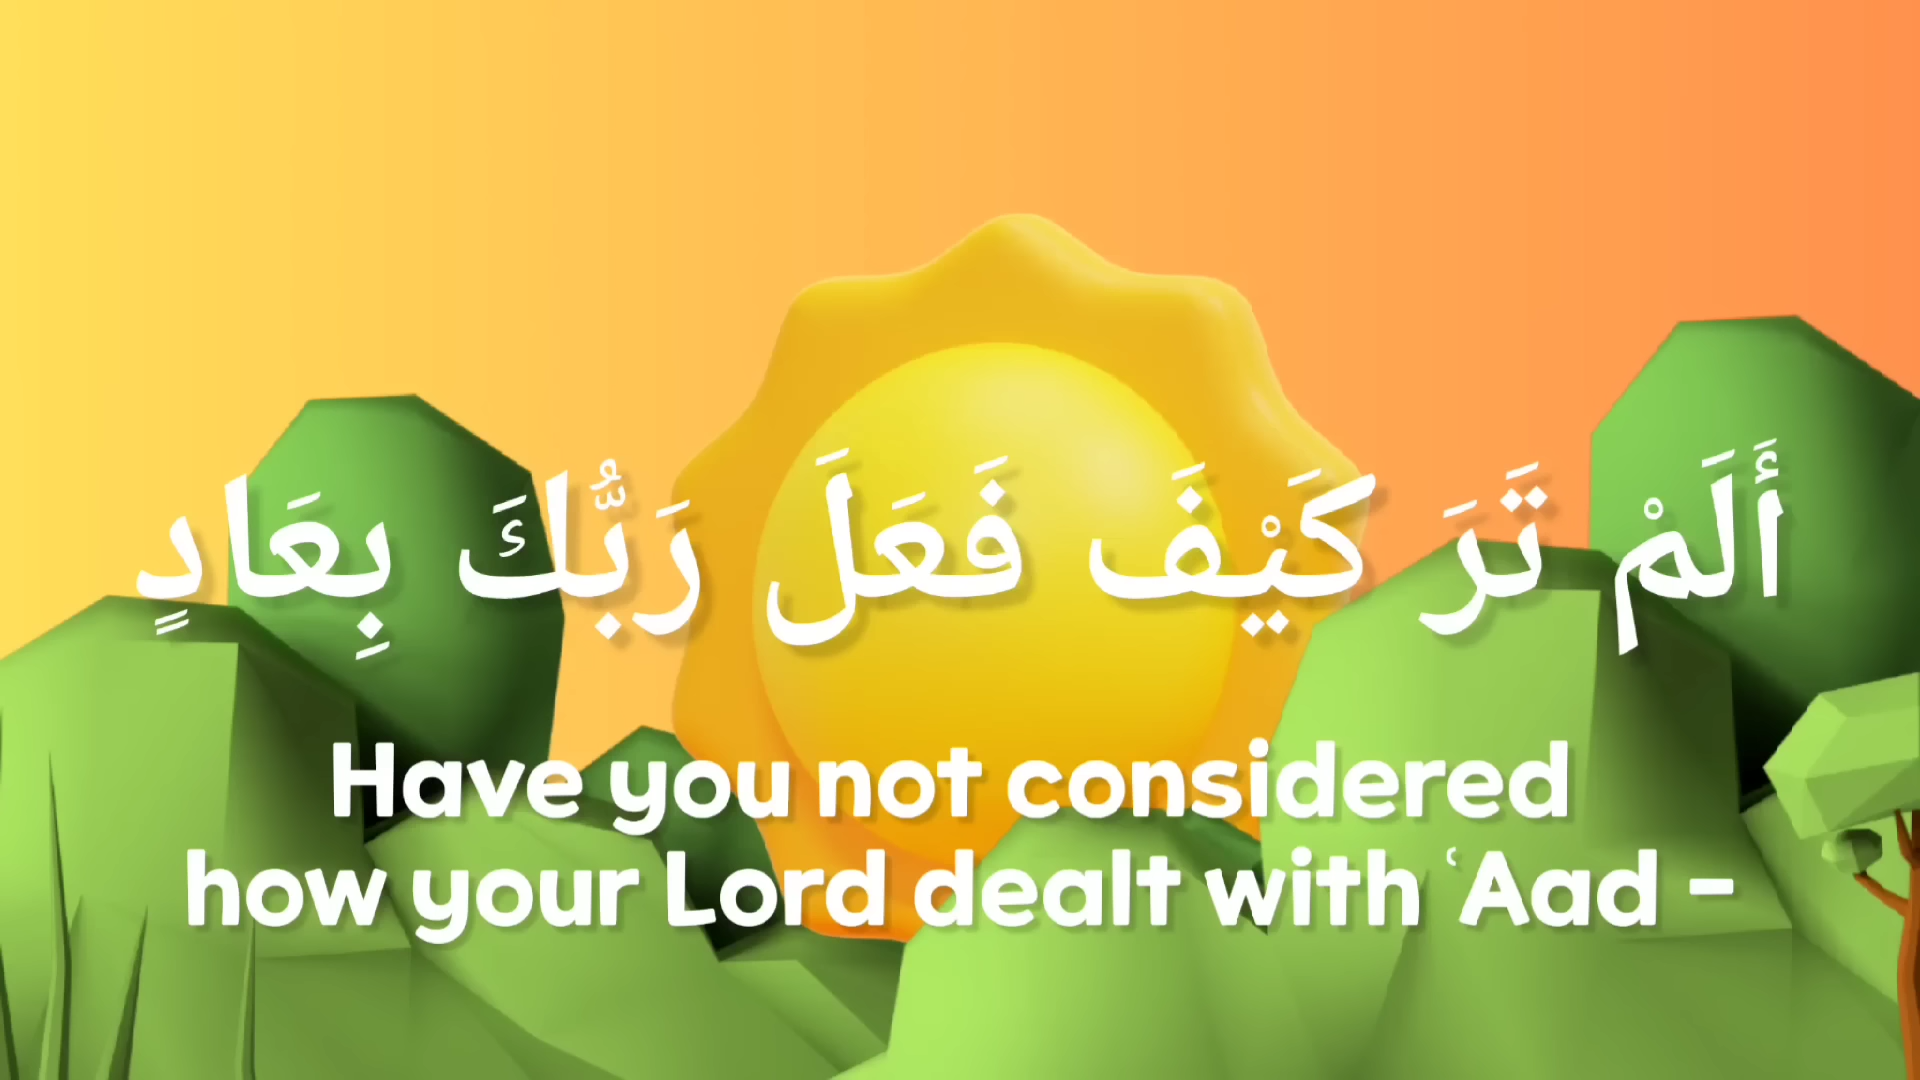 أَلَمْ تَرَ كَيْفَ فَعَلَ رَبُّكَ بِعَادٍ
Have you not considered
how your Lord dealt with ʿAad –